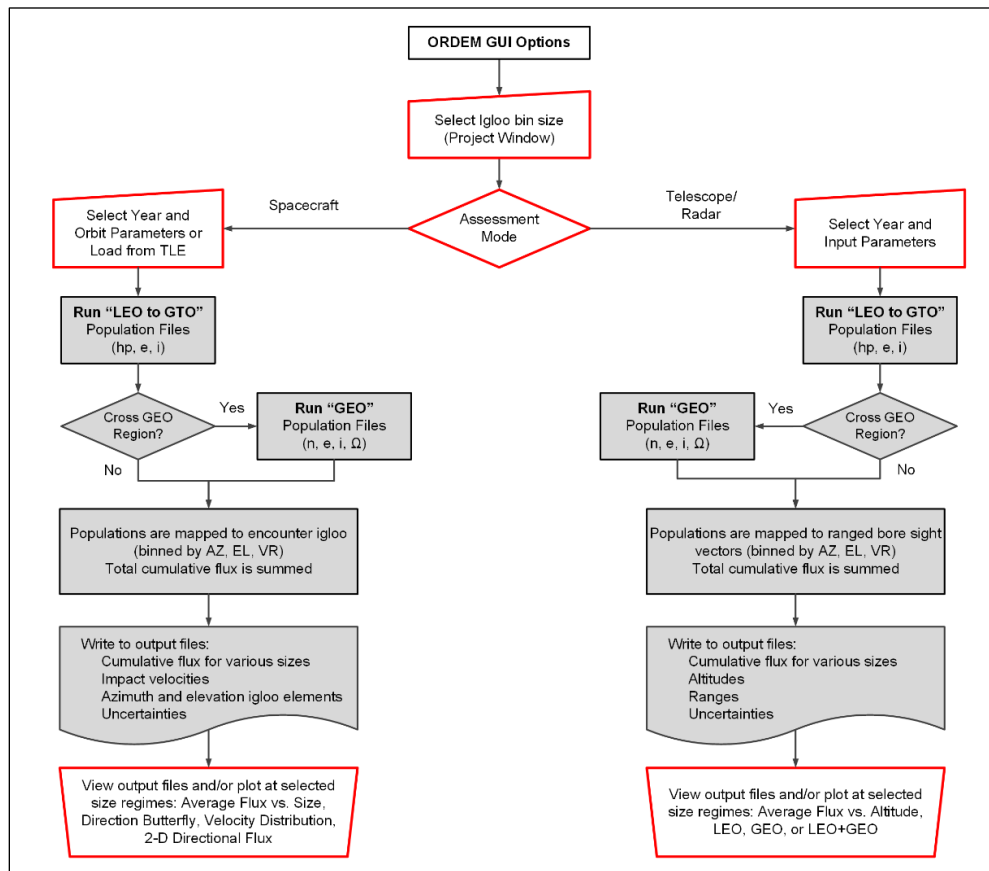 ORDEM GUI Options
Select Igloo bin size
(Project Window)
Assessment
Mode
Spacecraft
Telescope/
Radar
Select Year and
Orbit Parameters or
Load from TLE
Run “LEO to GTO”
Population Files
(hp, e, i)
Cross GEO
Region?
Yes
No
Run “GEO”
Population Files
(n, e, i, Ω)
Populations are mapped to encounter igloo
(binned by AZ, EL, VR)
Total cumulative flux is summed
Write to output files:
Cumulative flux for various sizes
Impact velocities
Azimuth and elevation igloo elements
Uncertainties
View output files and/or plot at selected
size regimes: Average Flux vs. Size,
Direction Butterfly, Velocity Distribution,
2-D Directional Flux
Select Year and
Input Parameters
Run “LEO to GTO”
Population Files
(hp, e, i)
Cross GEO
Region?
Yes
No
Run “GEO”
Population Files
(n, e, i, Ω)
Populations are mapped to ranged bore sight
vectors (binned by AZ, EL, VR)
Total cumulative flux is summed
Write to output files:
Cumulative flux for various sizes
Altitudes
Ranges
Uncertainties
View output files and/or plot at selected
size regimes: Average Flux vs. Altitude,
LEO, GEO, or LEO+GEO